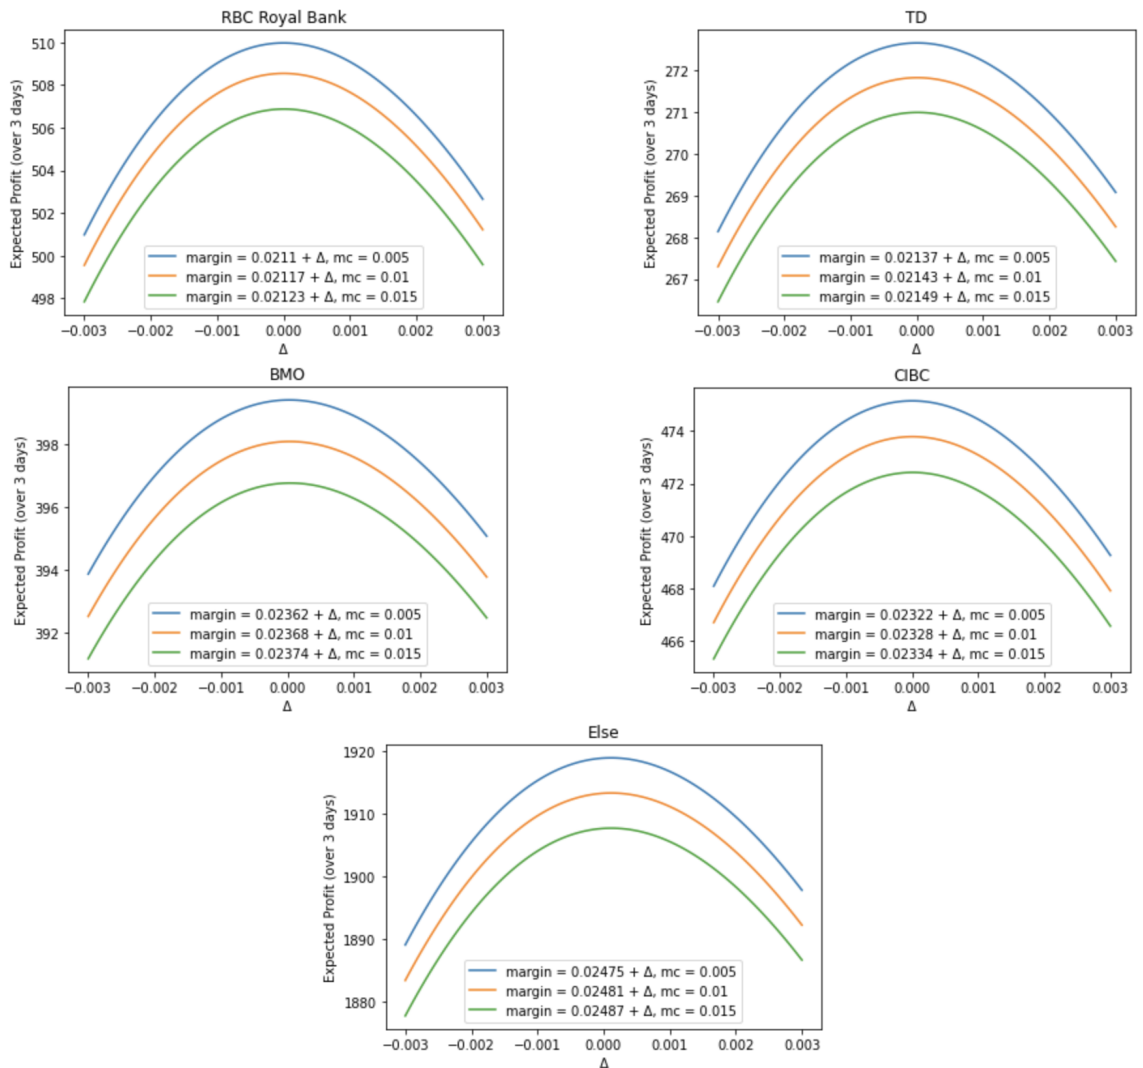 RBC Royal Bank
510
508
506
504
502
500
498
Expected Profit (over 3 days)
margin = 0.0211 + Δ, mc = 0.005
margin = 0.02117 + Δ, mc = 0.01
margin = 0.02123 + Δ, mc = 0.015
−0.003 −0.002 −0.001 0.000 0.001 0.002 0.003
Δ
TD
272
271
270
269
268
267
Expected Profit (over 3 days)
margin = 0.02137 + Δ, mc = 0.005
margin = 0.02143 + Δ, mc = 0.01
margin = 0.02149 + Δ, mc = 0.015
−0.003 −0.002 −0.001 0.000 0.001 0.002 0.003
Δ
BMO
398
396
394
392
Expected Profit (over 3 days)
margin = 0.02362 + Δ, mc = 0.005
margin = 0.02368 + Δ, mc = 0.01
margin = 0.02374 + Δ, mc = 0.015
−0.003 −0.002 −0.001 0.000 0.001 0.002 0.003
Δ
CIBC
474
472
470
468
466
Expected Profit (over 3 days)
margin = 0.02322 + Δ, mc = 0.005
margin = 0.02328 + Δ, mc = 0.01
margin = 0.02334 + Δ, mc = 0.015
−0.003 −0.002 −0.001 0.000 0.001 0.002 0.003
Δ
Else
1920
1910
1900
1890
1880
Expected Profit (over 3 days)
margin = 0.02475 + Δ, mc = 0.005
margin = 0.02481 + Δ, mc = 0.01
margin = 0.02487 + Δ, mc = 0.015
−0.003 −0.002 −0.001 0.000 0.001 0.002 0.003
Δ